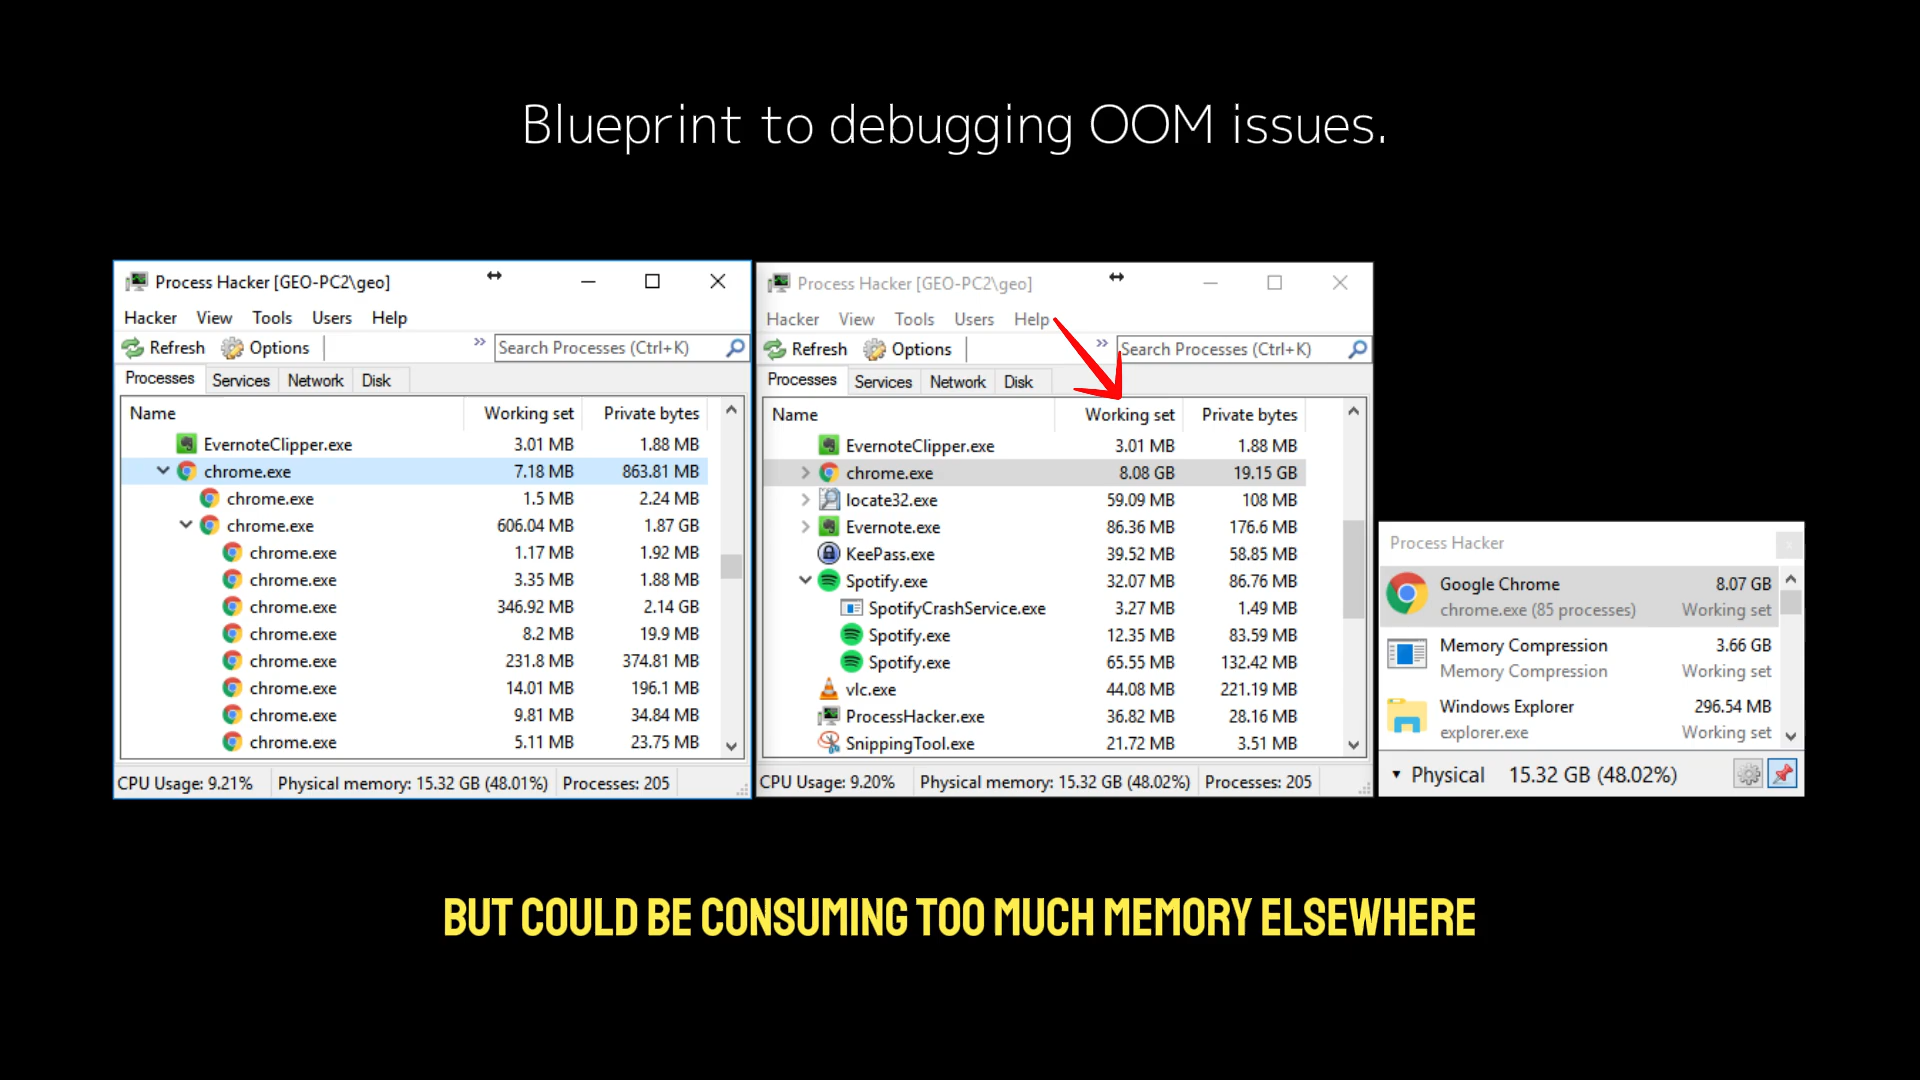 Blueprint to debugging OOM issues.
Process Hacker [GEO-PC2\geo]
Hacker View Tools Users Help
Refresh Options » Search Processes (Ctrl+K)
Processes Services Network Disk
Name Working set Private bytes
EvernoteClipper.exe 3.01 MB 1.88 MB
chrome.exe 7.18 MB 863.81 MB
chrome.exe 1.5 MB 2.24 MB
chrome.exe 606.04 MB 1.87 GB
chrome.exe 1.17 MB 1.92 MB
chrome.exe 3.35 MB 1.88 MB
chrome.exe 346.92 MB 2.14 GB
chrome.exe 8.2 MB 19.9 MB
chrome.exe 231.8 MB 374.81 MB
chrome.exe 14.01 MB 196.1 MB
chrome.exe 9.81 MB 34.84 MB
chrome.exe 5.11 MB 23.75 MB
CPU Usage: 9.21% Physical memory: 15.32 GB (48.01%) Processes: 205
Process Hacker [GEO-PC2\geo]
Hacker View Tools Users Help
Refresh Options » Search Processes (Ctrl+K)
Processes Services Network Disk
Name Working set Private bytes
EvernoteClipper.exe 3.01 MB 1.88 MB
chrome.exe 8.08 GB 19.15 GB
locate32.exe 59.09 MB 108 MB
Evernote.exe 86.36 MB 176.6 MB
KeePass.exe 39.52 MB 58.85 MB
Spotify.exe 32.07 MB 86.76 MB
SpotifyCrashService.exe 3.27 MB 1.49 MB
Spotify.exe 12.35 MB 83.59 MB
Spotify.exe 65.55 MB 132.42 MB
vlc.exe 44.08 MB 221.19 MB
ProcessHacker.exe 36.82 MB 28.16 MB
SnippingTool.exe 21.72 MB 3.51 MB
CPU Usage: 9.20% Physical memory: 15.32 GB (48.02%) Processes: 205
Process Hacker
Google Chrome 8.07 GB
chrome.exe (85 processes) Working set
Memory Compression 3.66 GB
Memory Compression Working set
Windows Explorer 296.54 MB
explorer.exe Working set
Physical 15.32 GB (48.02%)
BUT COULD BE CONSUMING TOO MUCH MEMORY ELSEWHERE